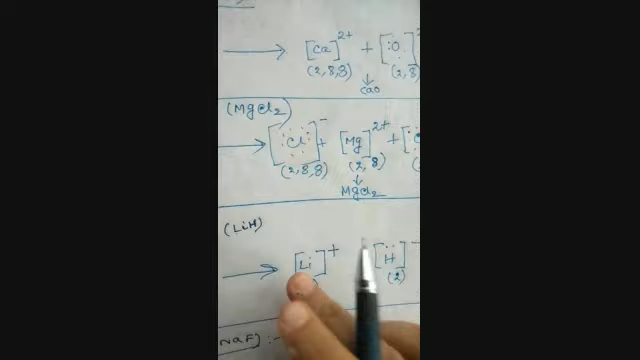 [Ca]2+ + [:O
(2,8,8) (2,8)
↓
CaO
(MgCl2)
[Cl]- + [Mg]2+ + [
(2,8,8) (2,8)
↓
MgCl2
(LiH)
[Li]+ [H]-
(2)
NaF] :-